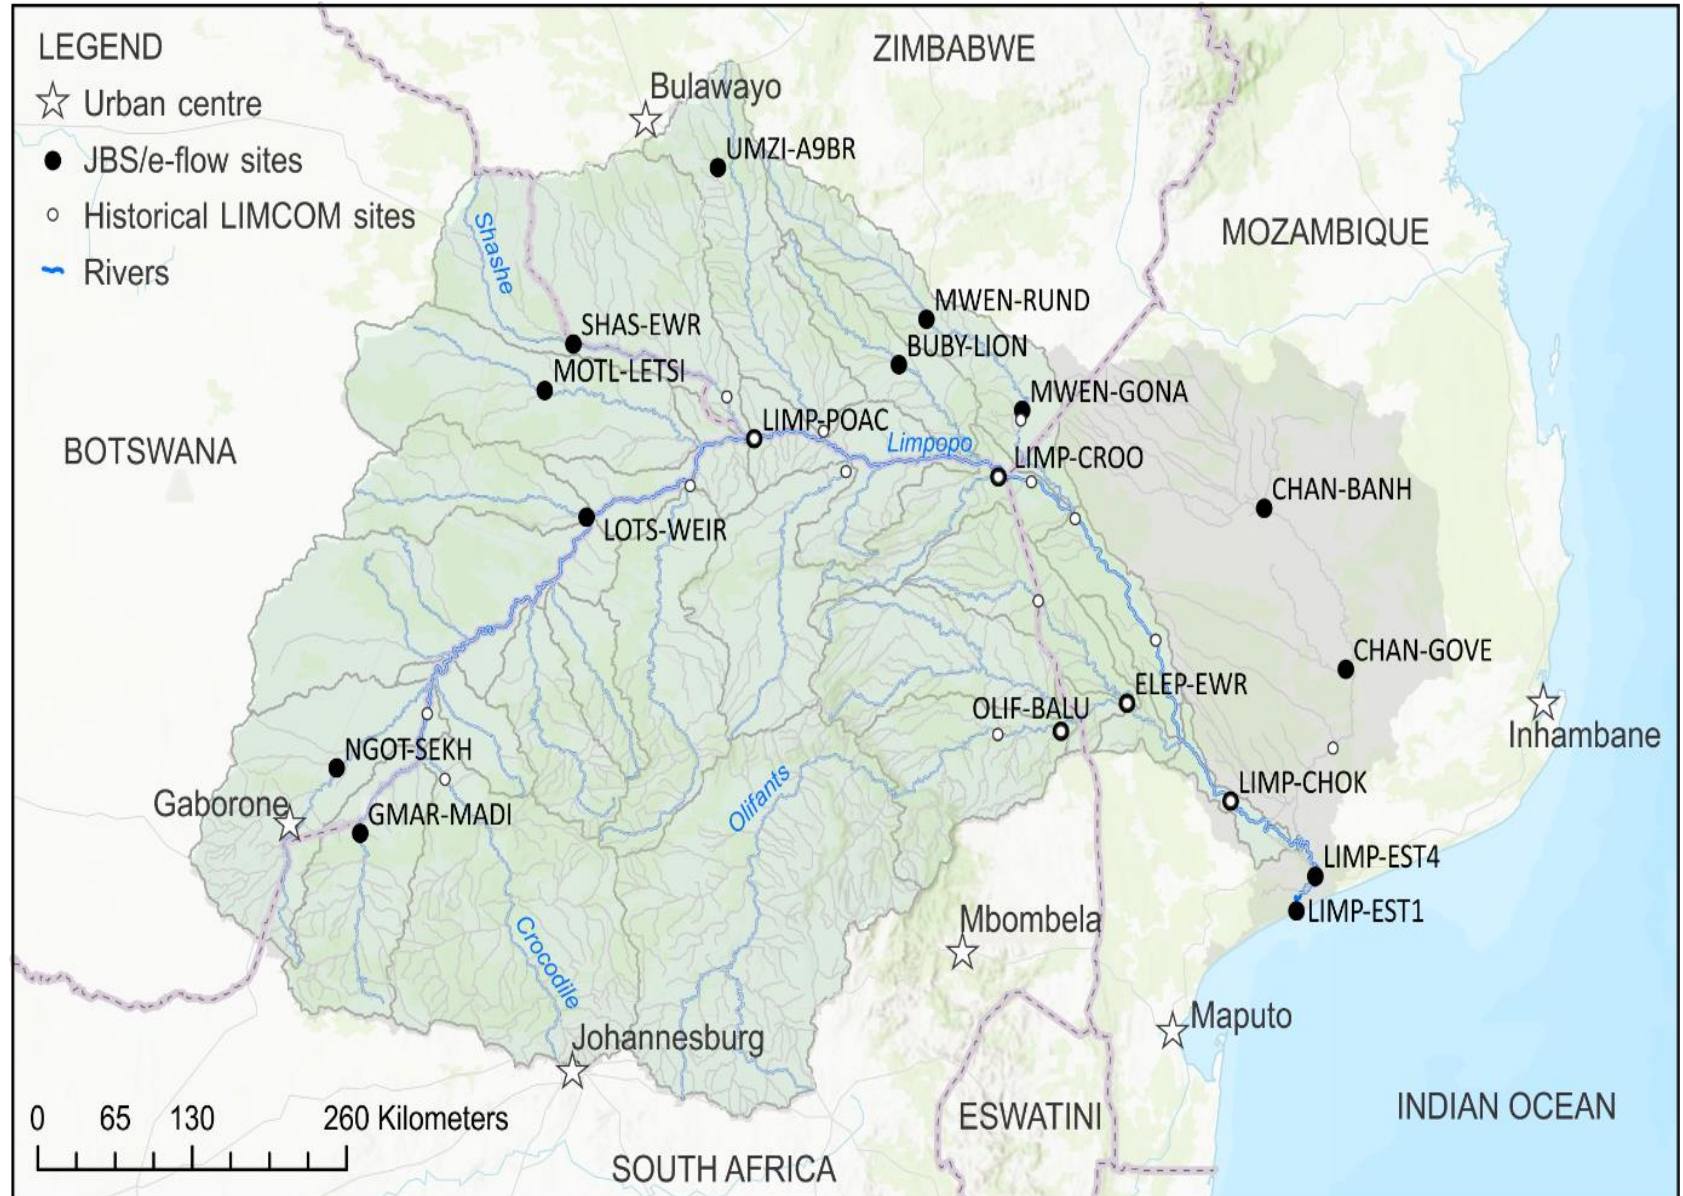 LEGEND
Urban centre
JBS/e-flow sites
Historical LIMCOM sites
Rivers
ZIMBABWE
Bulawayo
UMZI-A9BR
MOZAMBIQUE
Shashe
MWEN-RUND
SHAS-EWR
BUBY-LION
MOTL-LETSI
MWEN-GONA
LIMP-POAC
BOTSWANA
Limpopo
LIMP-CROO
CHAN-BANH
LOTS-WEIR
CHAN-GOVE
ELEP-EWR
OLIF-BALU
Inhambane
NGOT-SEKH
LIMP-CHOK
Gaborone
Olifants
GMAR-MADI
LIMP-EST4
LIMP-EST1
Mbombela
Crocodile
Maputo
Johannesburg
INDIAN OCEAN
ESWATINI
0 65 130 260 Kilometers
SOUTH AFRICA